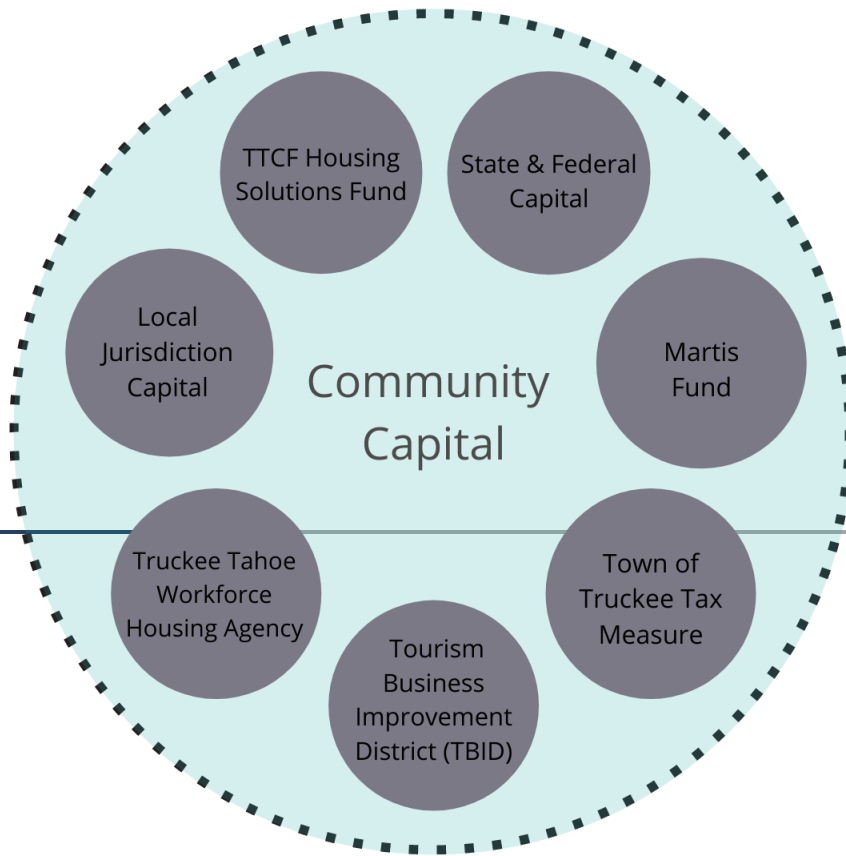 TTCF Housing
Solutions Fund
State & Federal
Capital
Local
Jurisdiction
Capital
Martis
Fund
Community
Capital
Truckee Tahoe
Workforce
Housing Agency
Town of
Truckee Tax
Measure
Tourism
Business
Improvement
District (TBID)